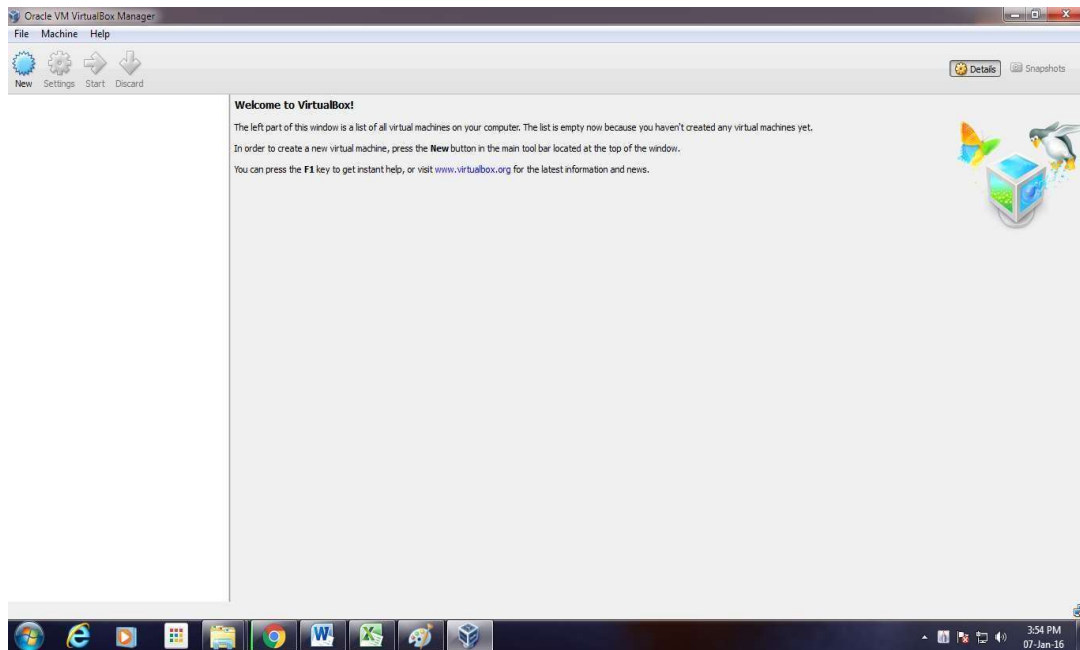 Oracle VM VirtualBox Manager
File Machine Help
New Settings Start Discard
Details Snapshots
Welcome to VirtualBox!
The left part of this window is a list of all virtual machines on your computer. The list is empty now because you haven't created any virtual machines yet.
In order to create a new virtual machine, press the New button in the main tool bar located at the top of the window.
You can press the F1 key to get instant help, or visit www.virtualbox.org for the latest information and news.
3:54 PM
07-Jan-16